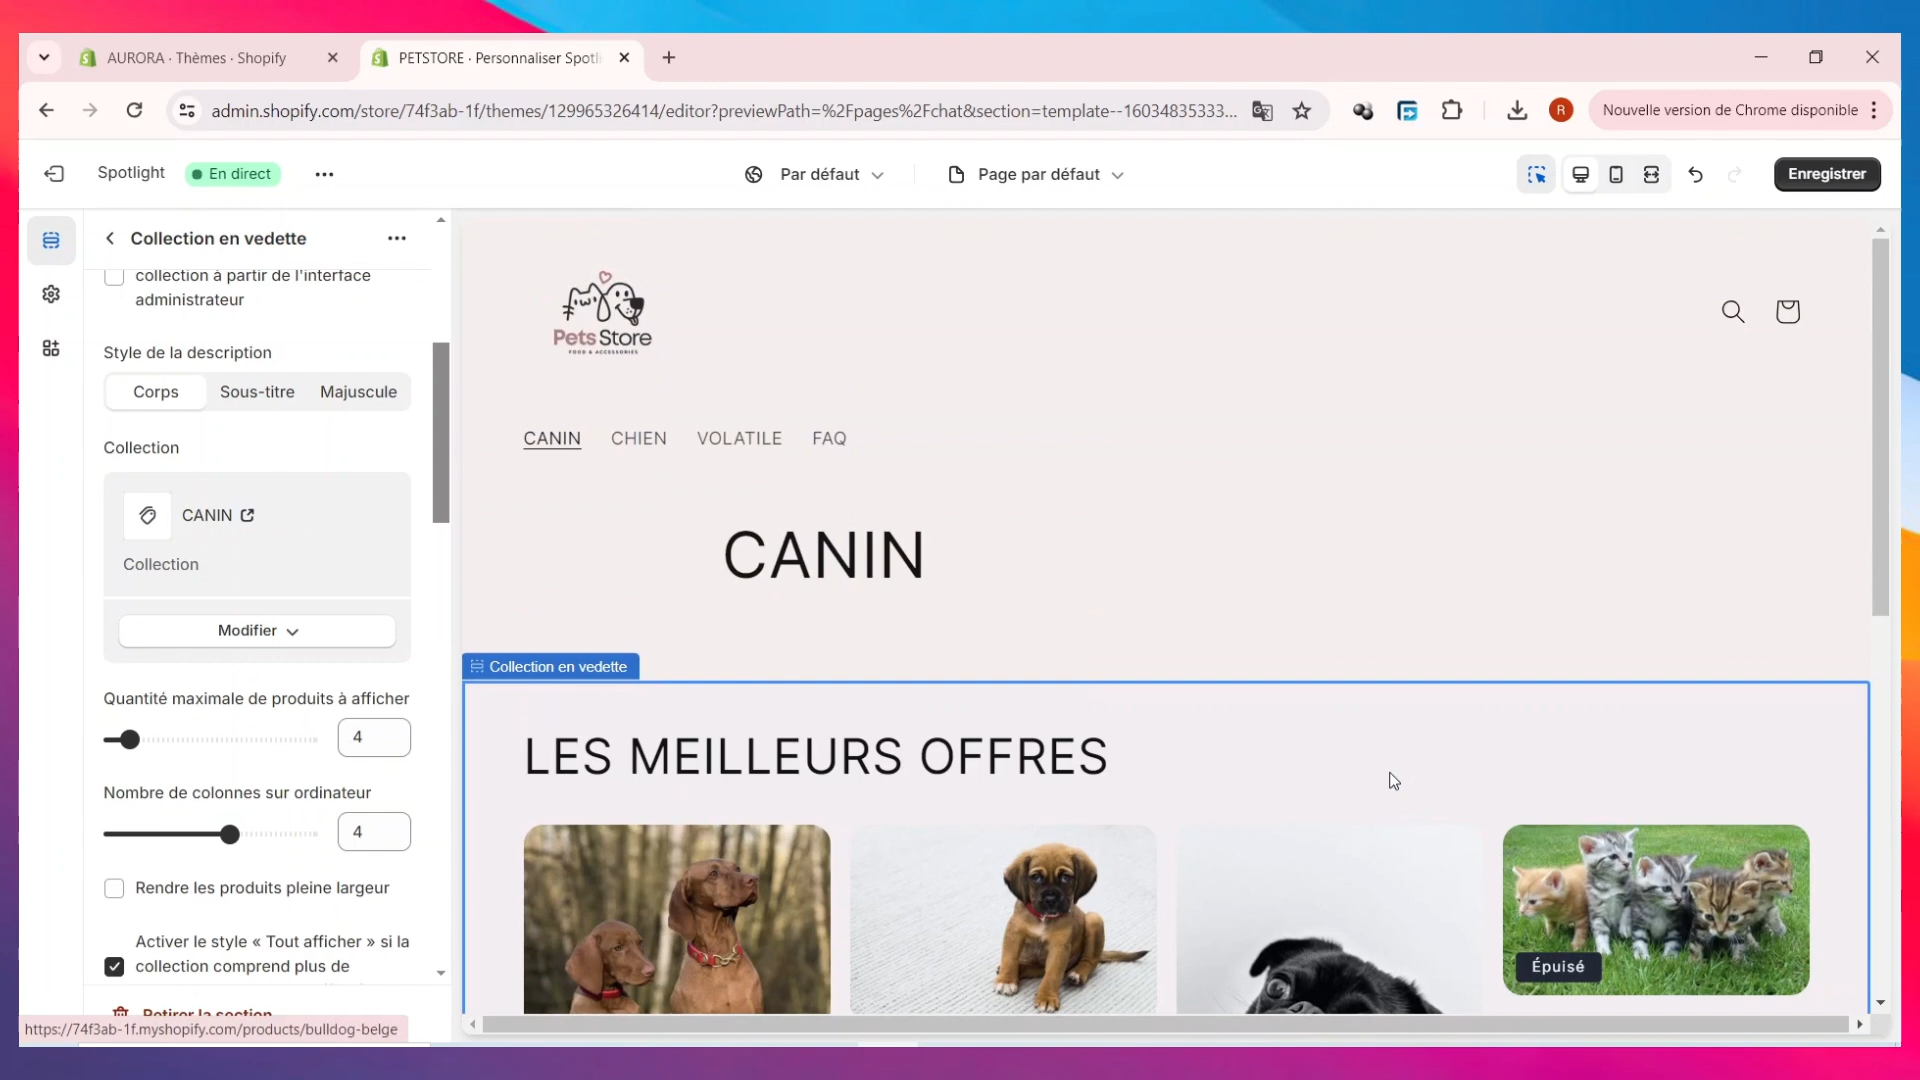 AURORA · Thèmes · Shopify
PETSTORE · Personnaliser Spotli
admin.shopify.com/store/74f3ab-1f/themes/129965326414/editor?previewPath=%2Fpages%2Fchat&section=template--16034835333...
R
Nouvelle version de Chrome disponible
Spotlight
En direct
Par défaut
Page par défaut
Enregistrer
Collection en vedette
collection à partir de l'interface
administrateur
Style de la description
Corps
Sous-titre
Majuscule
Collection
CANIN
Collection
Modifier
Quantité maximale de produits à afficher
4
Nombre de colonnes sur ordinateur
4
Rendre les produits pleine largeur
Activer le style « Tout afficher » si la
collection comprend plus de
Retirer la section
https://74f3ab-1f.myshopify.com/products/bulldog-belge
Pets Store
FOOD & ACCESSORIES
CANIN
CHIEN
VOLATILE
FAQ
CANIN
Collection en vedette
LES MEILLEURS OFFRES
Épuisé